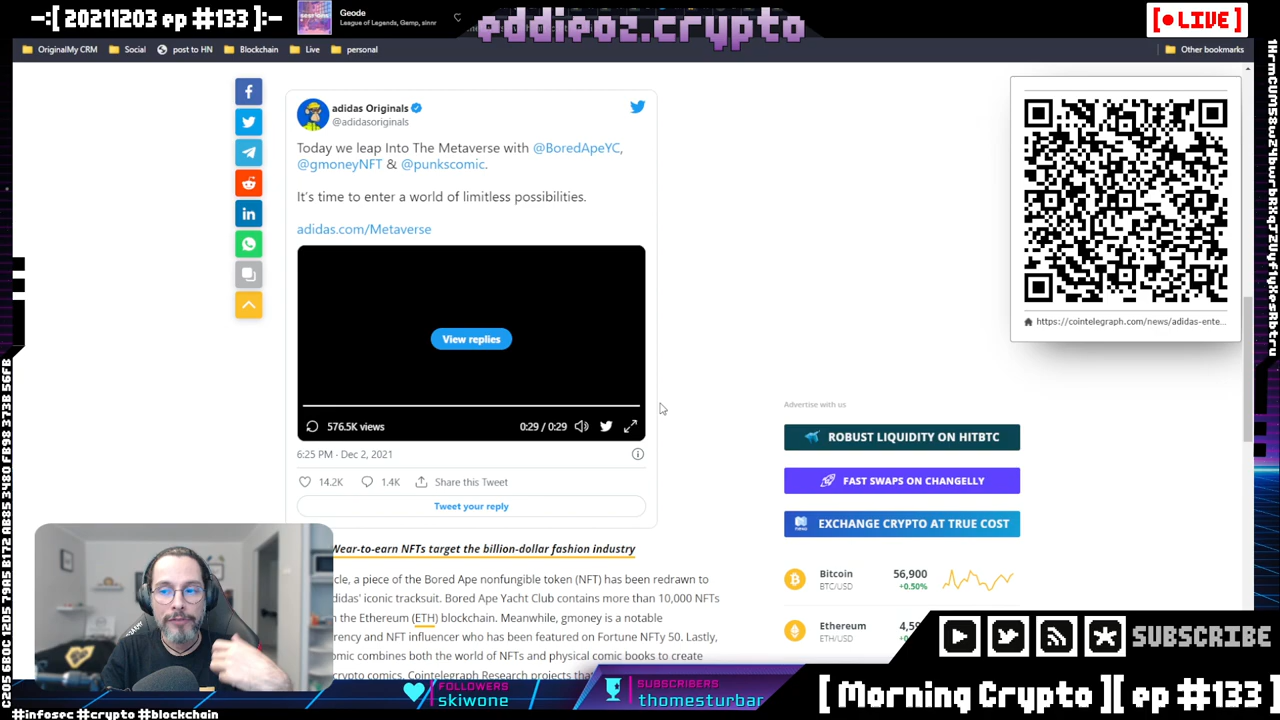 -:[ 20211203 ep #133 ]:-
Geode
League of Legends, Gemp, sinnr
eddieoz.crypto
[•LIVE]
OriginalMy CRM
Social
post to HN
Blockchain
Live
personal
Other bookmarks
adidas Originals
@adidasoriginals
Today we leap Into The Metaverse with @BoredApeYC,
@gmoneyNFT & @punkscomic.
It's time to enter a world of limitless possibilities.
adidas.com/Metaverse
View replies
576.5K views
0:29 / 0:29
6:25 PM · Dec 2, 2021
14.2K
1.4K
Share this Tweet
Tweet your reply
https://cointelegraph.com/news/adidas-ente...
Advertise with us
ROBUST LIQUIDITY ON HITBTC
FAST SWAPS ON CHANGELLY
EXCHANGE CRYPTO AT TRUE COST
Bitcoin
56,900
BTC/USD
+0.50%
Ethereum
ETH/USD
Wear-to-earn NFTs target the billion-dollar fashion industry
cle, a piece of the Bored Ape nonfungible token (NFT) has been redrawn to
didas' iconic tracksuit. Bored Ape Yacht Club contains more than 10,000 NFTs
the Ethereum (ETH) blockchain. Meanwhile, gmoney is a notable
rency and NFT influencer who has been featured on Fortune NFTy 50. Lastly,
omic combines both the world of NFTs and physical comic books to create
crypto comics. Cointelegraph Research projects that
SUBSCRIBE
FOLLOWERS
skiwone
SUBSCRIBERS
thomesturbar
[ Morning Crypto ][ ep #133 ]
#infosec #crypto #blockchain